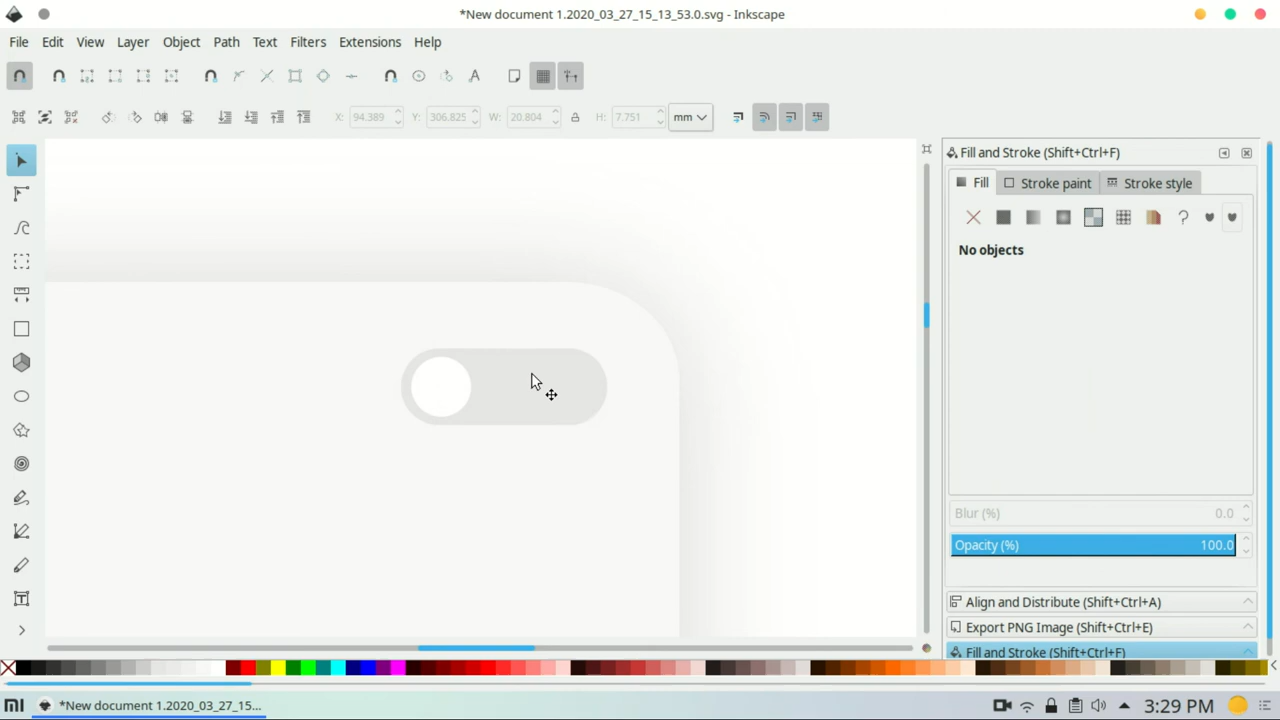 *New document 1.2020_03_27_15_13_53.0.svg - Inkscape
File Edit View Layer Object Path Text Filters Extensions Help
X: 94.389 Y: 306.825 W: 20.804 H: 7.751 mm
Fill and Stroke (Shift+Ctrl+F)
Fill Stroke paint Stroke style
No objects
Blur (%) 0.0
Opacity (%) 100.0
Align and Distribute (Shift+Ctrl+A)
Export PNG Image (Shift+Ctrl+E)
Fill and Stroke (Shift+Ctrl+F)
*New document 1.2020_03_27_15...
3:29 PM